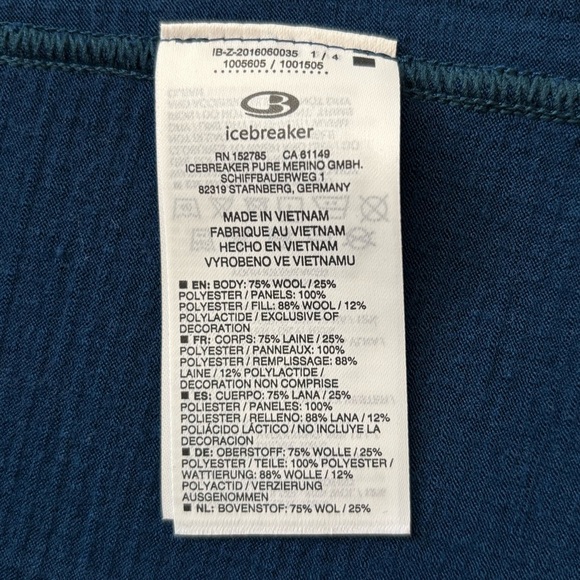 IB-Z-2016060035 1 / 4
1005605 / 1001505
icebreaker
RN 152785 CA 61149
ICEBREAKER PURE MERINO GMBH.
SCHIFFBAUERWEG 1
82319 STARNBERG, GERMANY
MADE IN VIETNAM
FABRIQUE AU VIETNAM
HECHO EN VIETNAM
VYROBENO VE VIETNAMU
■ EN: BODY: 75% WOOL / 25%
POLYESTER / PANELS: 100%
POLYESTER / FILL: 88% WOOL / 12%
POLYLACTIDE / EXCLUSIVE OF
DECORATION
■ FR: CORPS: 75% LAINE / 25%
POLYESTER / PANNEAUX: 100%
POLYESTER / REMPLISSAGE: 88%
LAINE / 12% POLYLACTIDE /
DECORATION NON COMPRISE
■ ES: CUERPO: 75% LANA / 25%
POLIESTER / PANELES: 100%
POLIESTER / RELLENO: 88% LANA / 12%
POLIÁCIDO LÁCTICO / NO INCLUYE LA
DECORACION
■ DE: OBERSTOFF: 75% WOLLE / 25%
POLYESTER / TEILE: 100% POLYESTER /
WATTIERUNG: 88% WOLLE / 12%
POLYACTID / VERZIERUNG
AUSGENOMMEN
■ NL: BOVENSTOF: 75% WOL / 25%